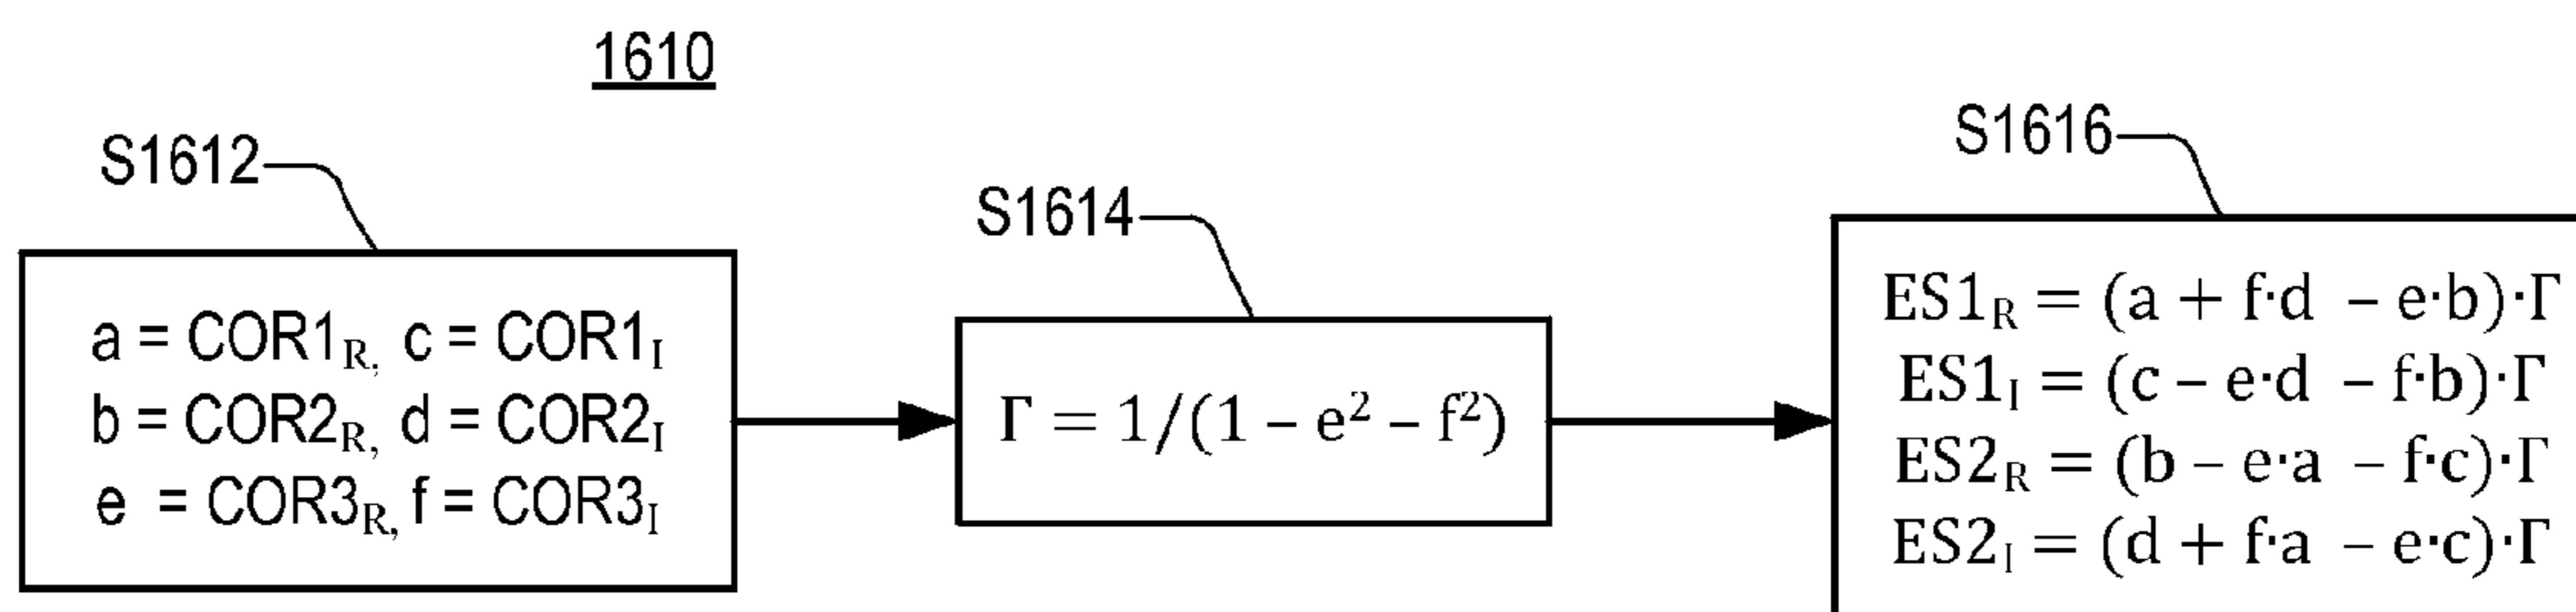 1610
S1612
a = COR1R, c = COR1I
b = COR2R, d = COR2I
e = COR3R, f = COR3I
S1614
Γ = 1/(1 – e² – f²)
S1616
ES1R = (a + f·d – e·b)·Γ
ES1I = (c – e·d – f·b)·Γ
ES2R = (b – e·a – f·c)·Γ
ES2I = (d + f·a – e·c)·Γ